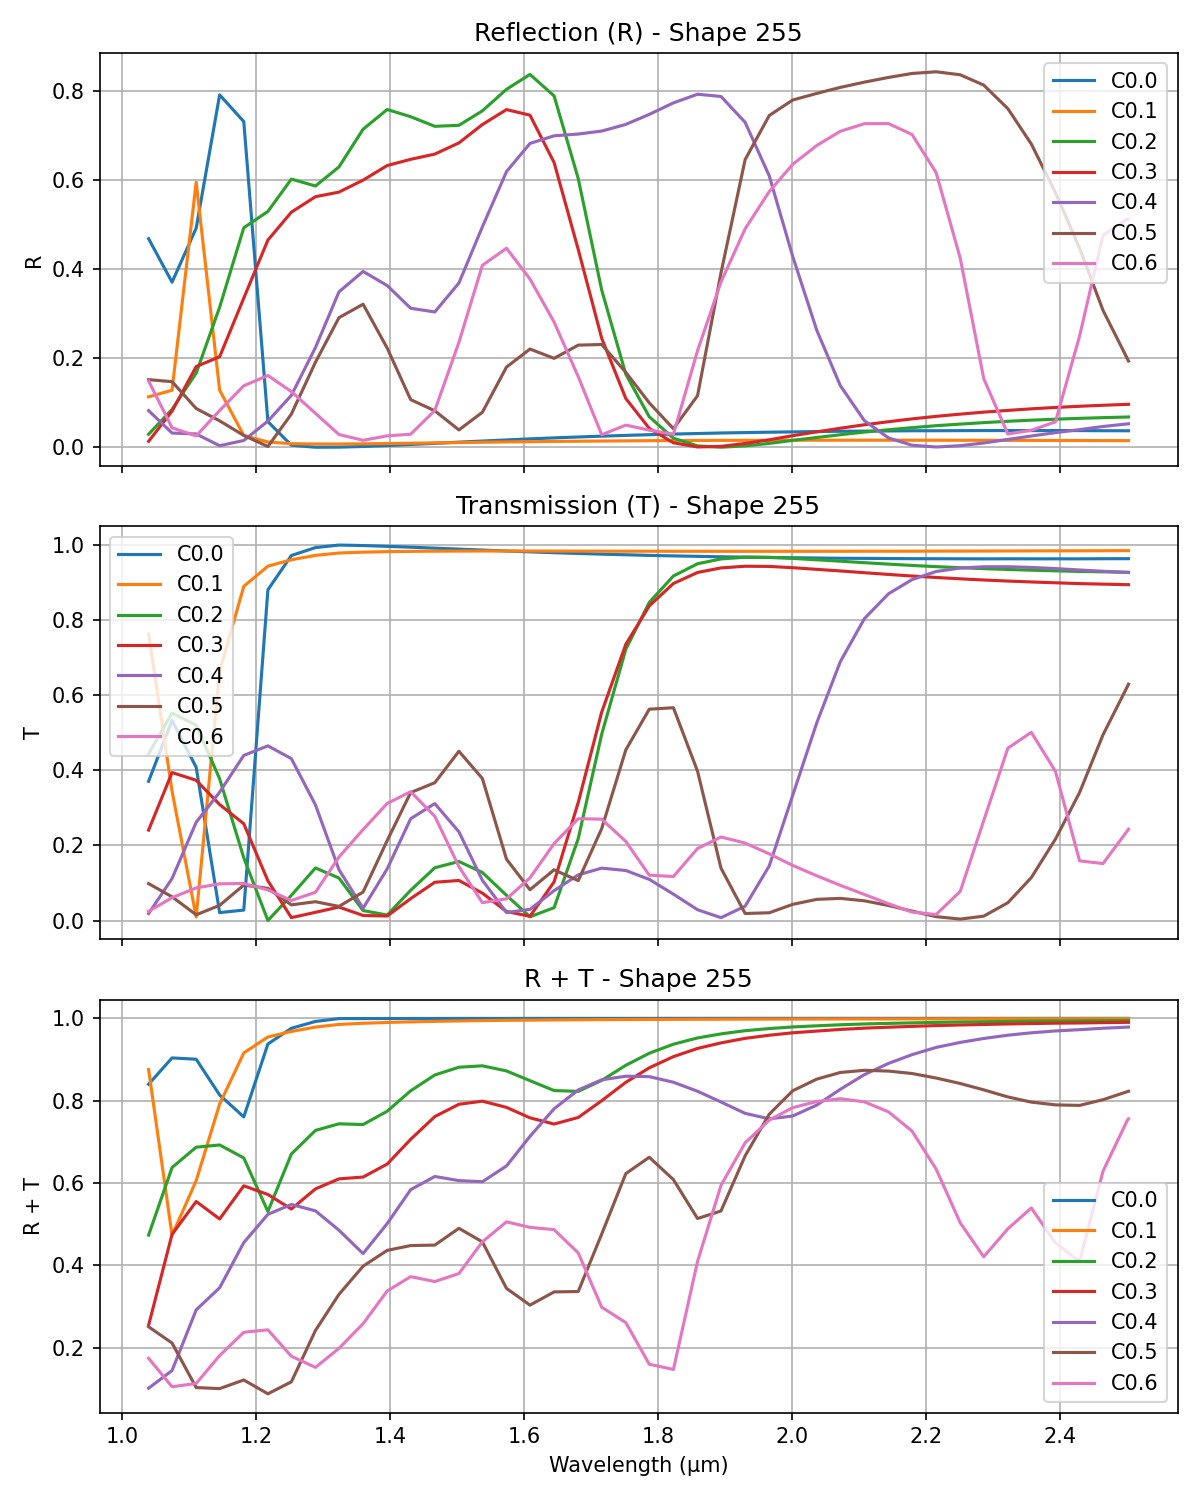 Reflection (R) - Shape 255
0.8
0.6
0.4
0.2
0.0
R
C0.0
C0.1
C0.2
C0.3
C0.4
C0.5
C0.6
Transmission (T) - Shape 255
1.0
0.8
0.6
0.4
0.2
0.0
T
C0.0
C0.1
C0.2
C0.3
C0.4
C0.5
C0.6
R + T - Shape 255
1.0
0.8
0.6
0.4
0.2
R + T
C0.0
C0.1
C0.2
C0.3
C0.4
C0.5
C0.6
1.0 1.2 1.4 1.6 1.8 2.0 2.2 2.4
Wavelength (μm)